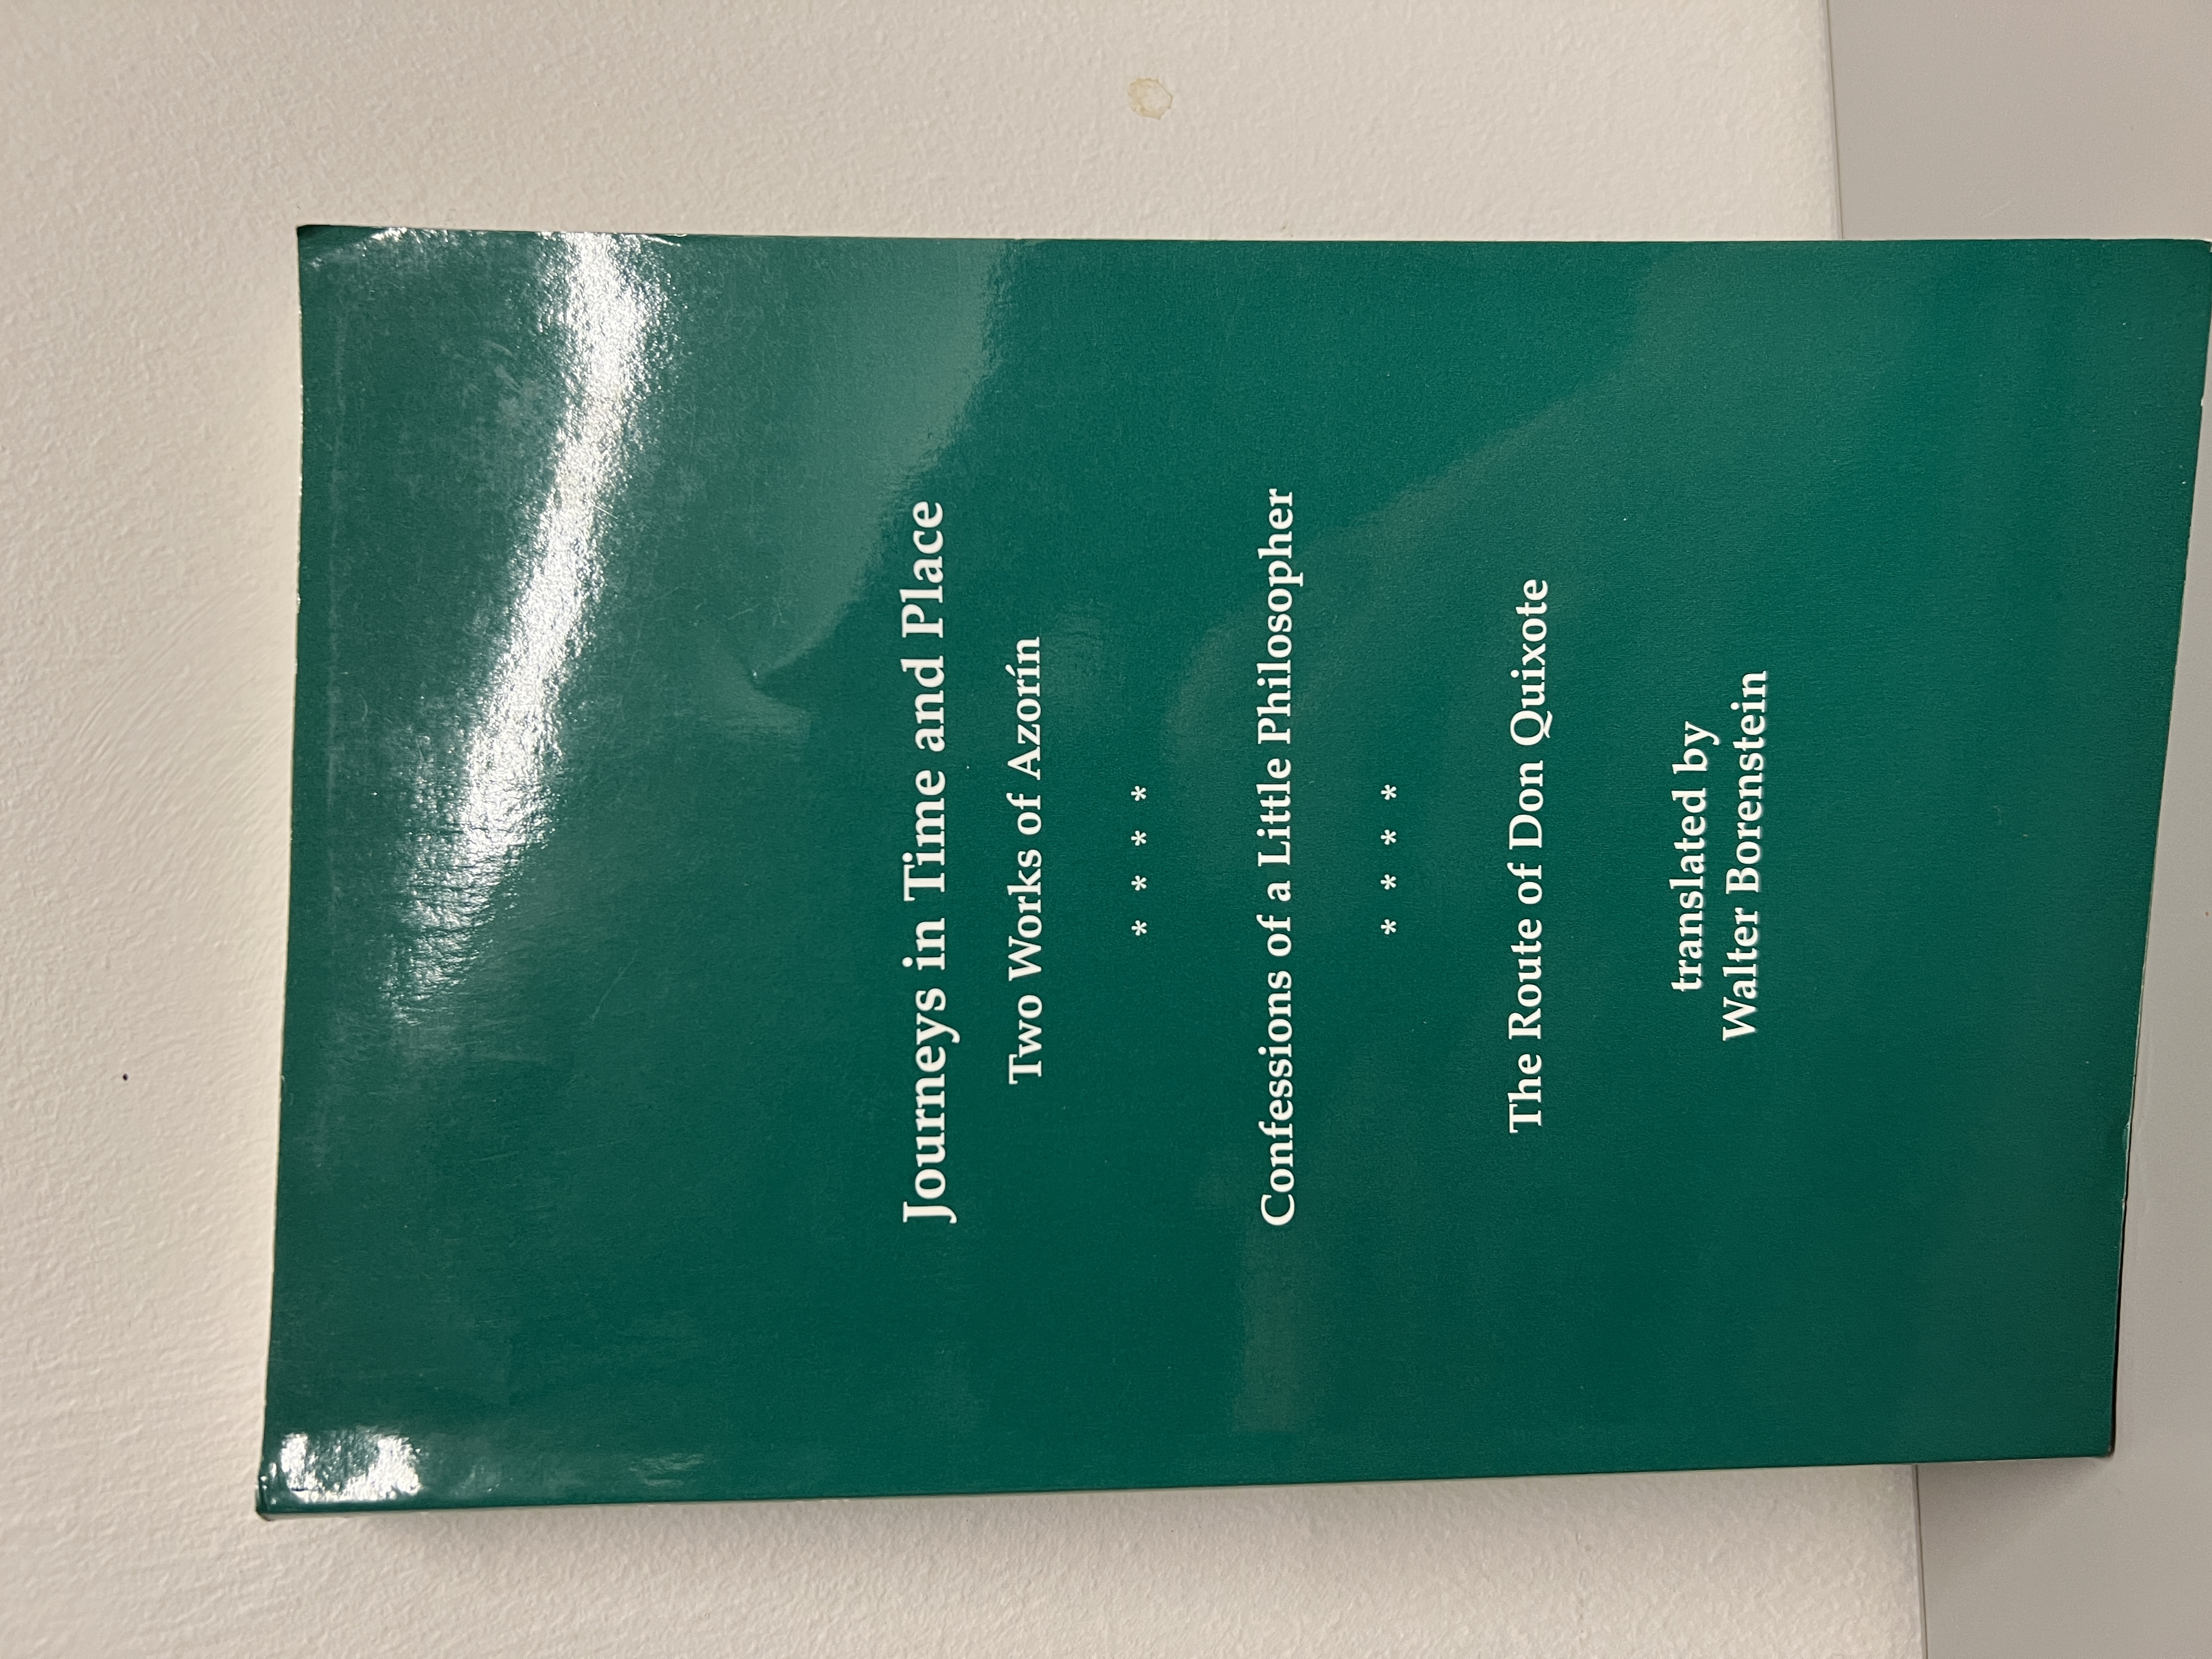 Journeys in Time and Place
Two Works of Azorín
* * * *
Confessions of a Little Philosopher
* * * *
The Route of Don Quixote
translated by
Walter Borenstein